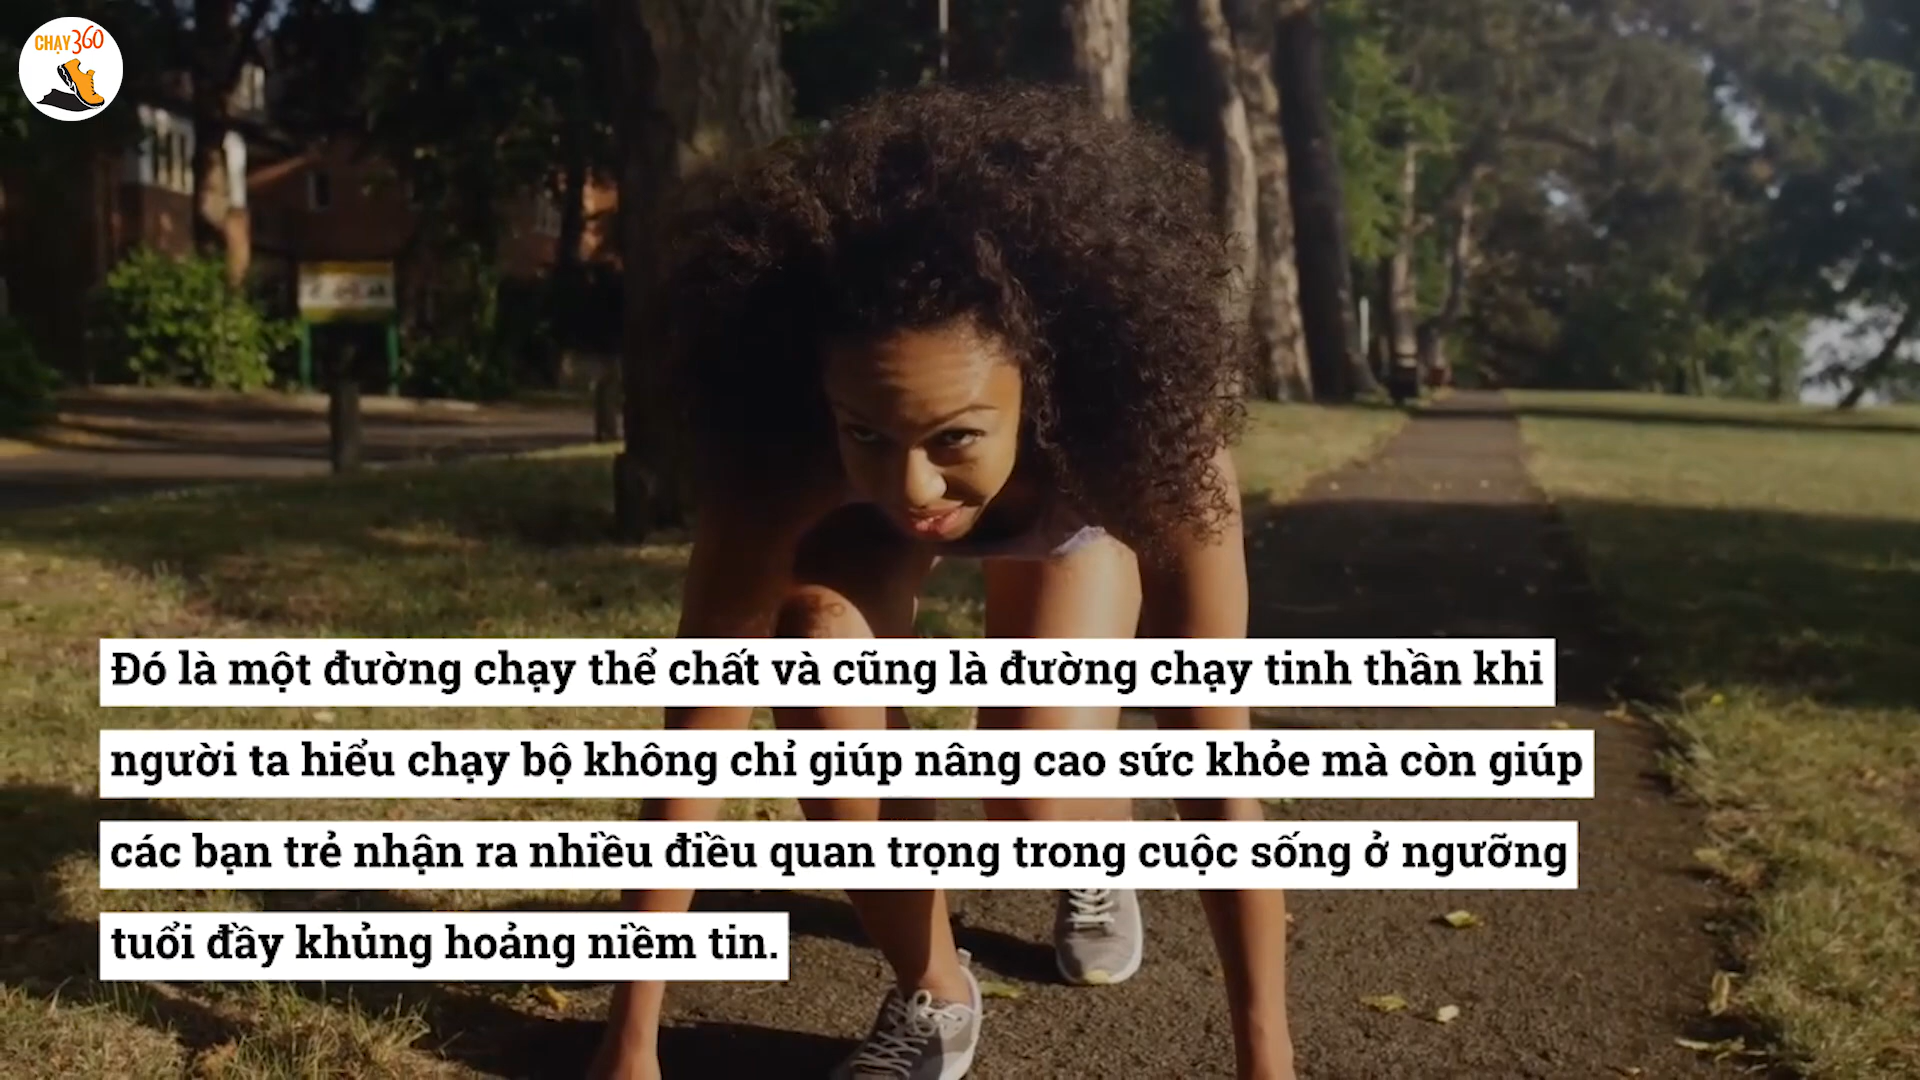 CHẠY 360
Đó là một đường chạy thể chất và cũng là đường chạy tinh thần khi
người ta hiểu chạy bộ không chỉ giúp nâng cao sức khỏe mà còn giúp
các bạn trẻ nhận ra nhiều điều quan trọng trong cuộc sống ở ngưỡng
tuổi đầy khủng hoảng niềm tin.